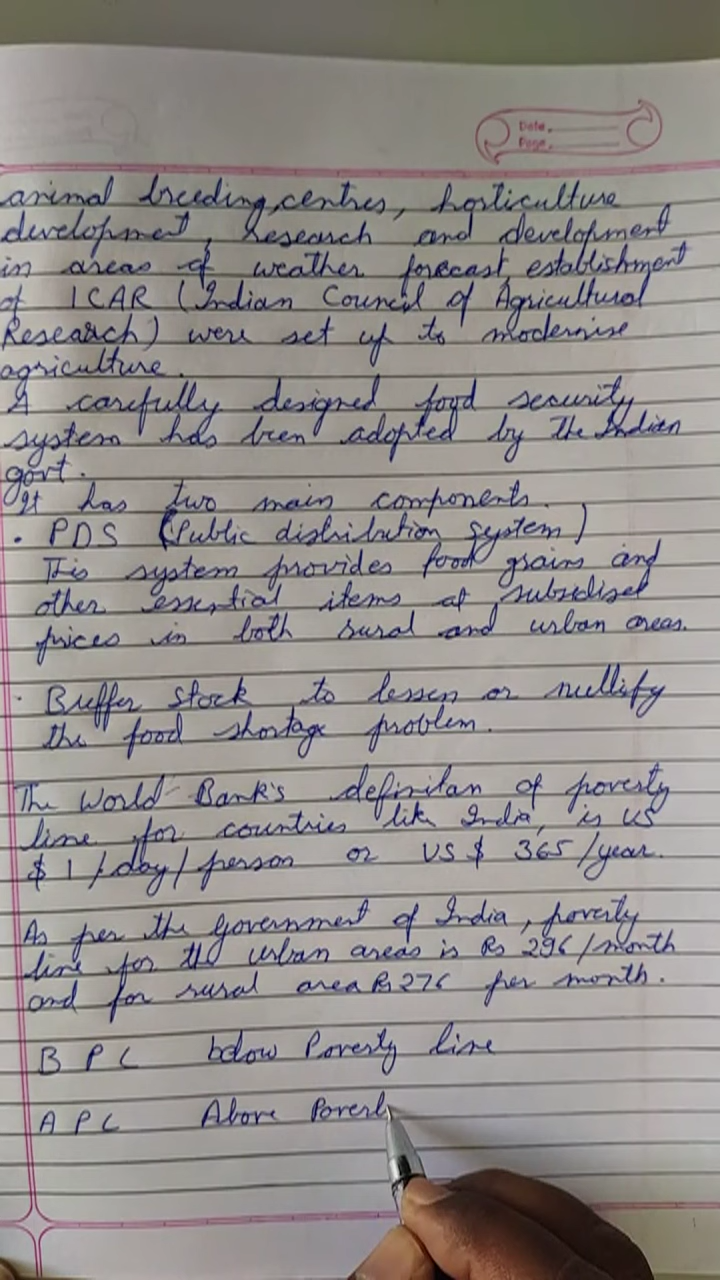 Date.
Page.
animal breeding, centres, horticulture
development, research and development
in areas of weather forecast, establishment
of ICAR (Indian Council of Agricultural
Research) were set up to modernise
agriculture.
A carefully designed food security
system has been adopted by the Indian
govt.
It has two main components.
• PDS (Public distribution system)
This system provides food grains and
other essential items at subsidised
prices in both rural and urban areas.
• Buffer stock to lessen or nullify
the food shortage problem.
The World Bank's definitan of poverty
line for countries like India, is US
$ 1 / day / person or US $ 365 / year.
As per the Government of India, poverty
line for the urban areas is Rs 296 / month
and for rural area Rs 276 per month.
B P L below Poverty line
A P L Above Povert